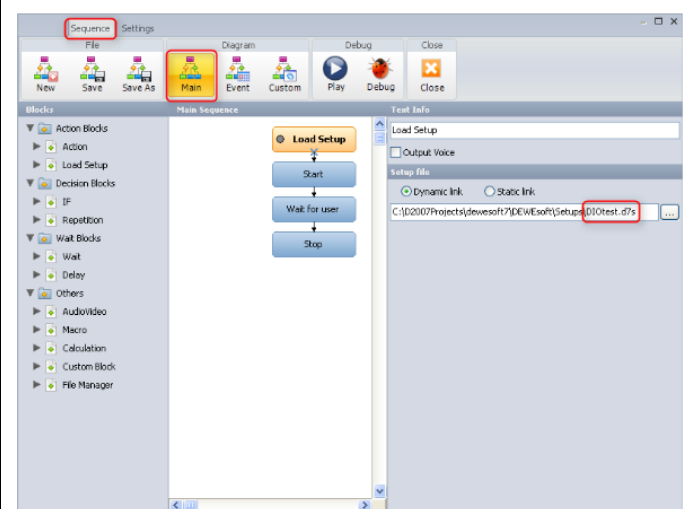 Sequence Settings
File Diagram Debug Close
New Save Save As Main Event Custom Play Debug Close
Blocks
Action Blocks
Action
Load Setup
Decision Blocks
IF
Repetition
Wait Blocks
Wait
Delay
Others
AudioVideo
Macro
Calculation
Custom Block
File Manager
Main Sequence
Load Setup
Start
Wait for user
Stop
Text Info
Load Setup
Output Voice
Setup file
Dynamic link Static link
C:\D2007Projects\dewesoft7\DEWEsoft\Setups\DIOtest.d7s ...